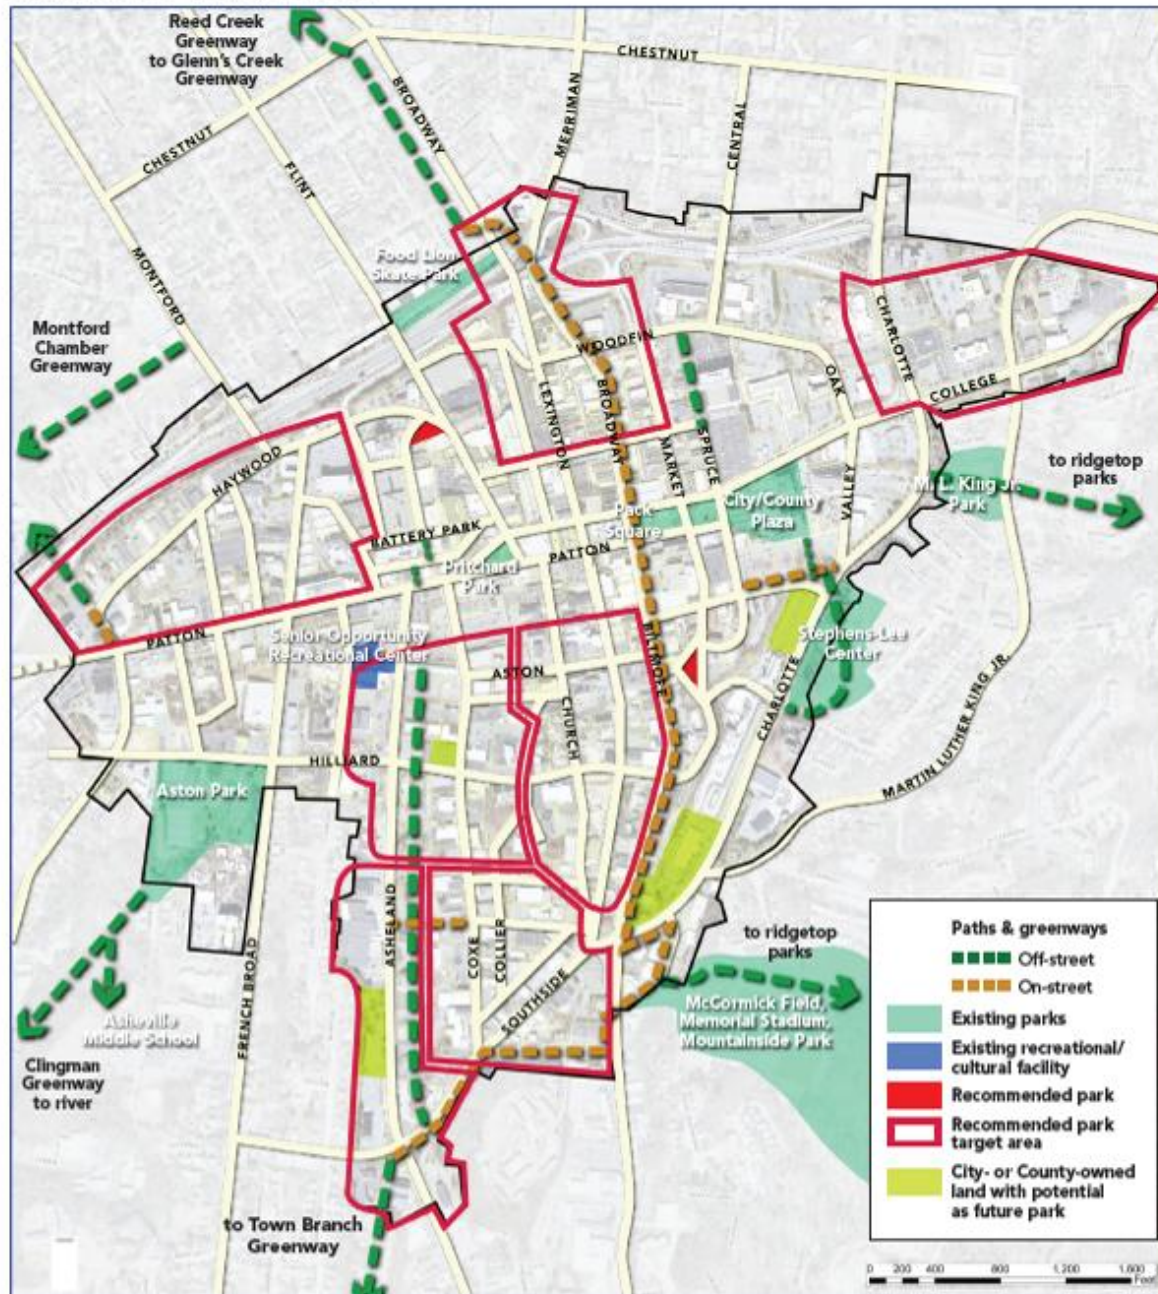 Reed Creek
Greenway
to Glenn's Creek
Greenway
CHESTNUT
BROADWAY
MERRIMAN
CENTRAL
CHESTNUT
FLINT
MONTFORD
Food Lion
Skate Park
Montford
Chamber
Greenway
WOODFIN
CHARLOTTE
OAK
COLLEGE
LEXINGTON
BROADWAY
MARKET
SPRUCE
HAYWOOD
VALLEY
to ridgetop
parks
M. L. King Jr.
Park
City/County
Plaza
Pack
Square
BATTERY PARK
PATTON
Pritchard
Park
PATTON
Senior Opportunity
Recreational Center
BILTMORE
Stephens-Lee
Center
ASTON
CHURCH
CHARLOTTE
MARTIN LUTHER KING JR.
HILLIARD
Aston Park
ASHELAND
COXE
COLLIER
SOUTHSIDE
FRENCH BROAD
to ridgetop
parks
McCormick Field,
Memorial Stadium,
Mountainside Park
Asheville
Middle School
Clingman
Greenway
to river
to Town Branch
Greenway
Paths & greenways
Off-street
On-street
Existing parks
Existing recreational/
cultural facility
Recommended park
Recommended park
target area
City- or County-owned
land with potential
as future park
0 200 400 800 1,200 1,600
Feet